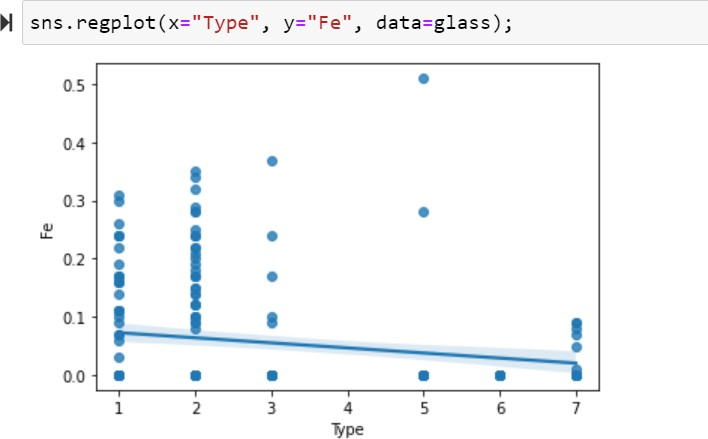 sns.regplot(x="Type", y="Fe", data=glass);
0.5
0.4
0.3
0.2
0.1
0.0
Fe
1 2 3 4 5 6 7
Type